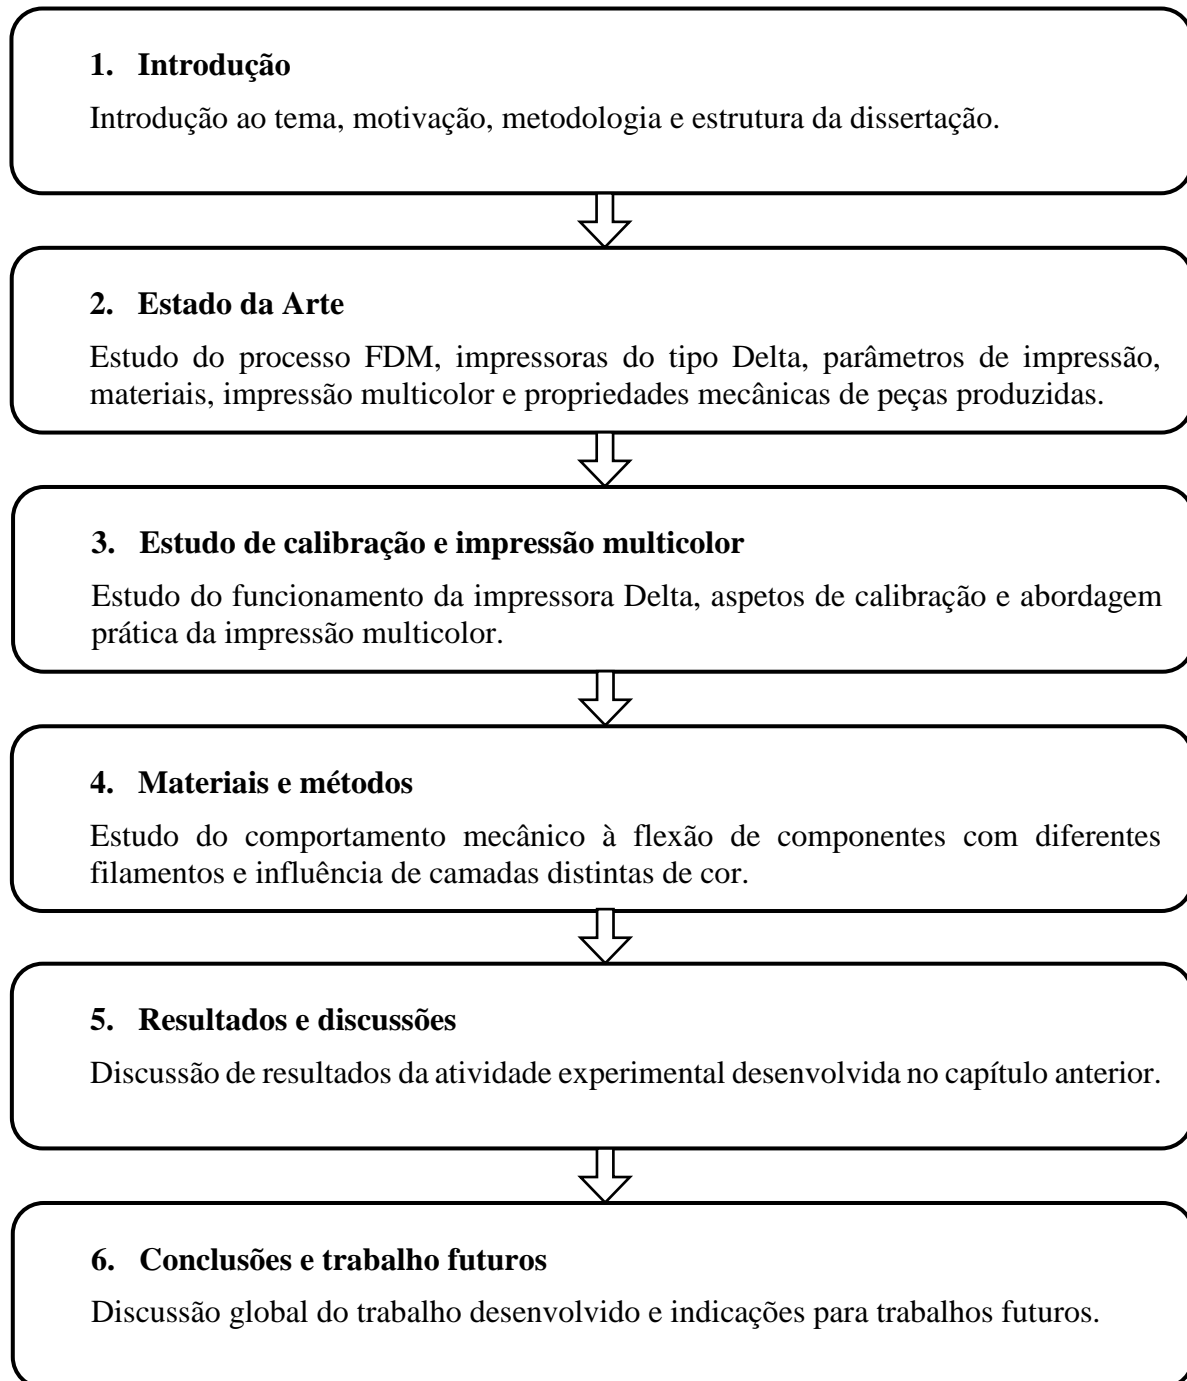 1. Introdução
Introdução ao tema, motivação, metodologia e estrutura da dissertação.
2. Estado da Arte
Estudo do processo FDM, impressoras do tipo Delta, parâmetros de impressão,
materiais, impressão multicolor e propriedades mecânicas de peças produzidas.
3. Estudo de calibração e impressão multicolor
Estudo do funcionamento da impressora Delta, aspetos de calibração e abordagem
prática da impressão multicolor.
4. Materiais e métodos
Estudo do comportamento mecânico à flexão de componentes com diferentes
filamentos e influência de camadas distintas de cor.
5. Resultados e discussões
Discussão de resultados da atividade experimental desenvolvida no capítulo anterior.
6. Conclusões e trabalho futuros
Discussão global do trabalho desenvolvido e indicações para trabalhos futuros.